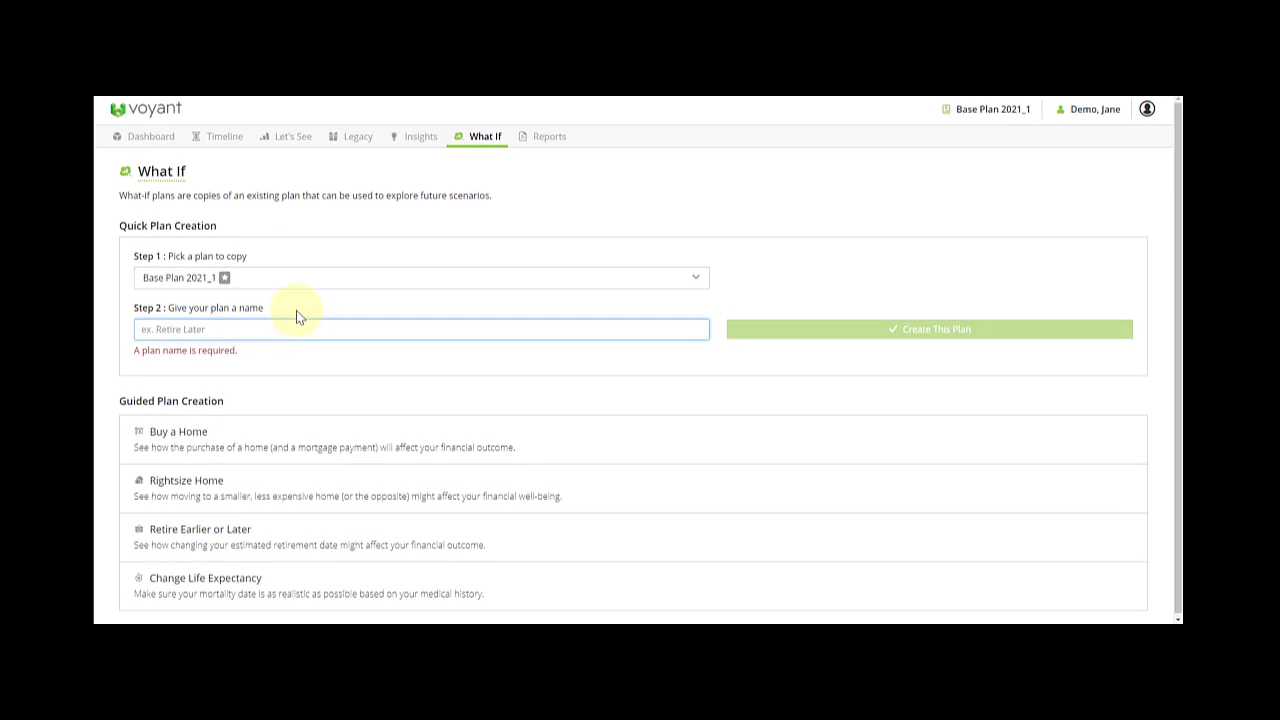 voyant
Base Plan 2021_1
Demo, Jane
Dashboard Timeline Let's See Legacy Insights What If Reports
What If
What-if plans are copies of an existing plan that can be used to explore future scenarios.
Quick Plan Creation
Step 1 : Pick a plan to copy
Base Plan 2021_1
Step 2 : Give your plan a name
ex. Retire Later
Create This Plan
A plan name is required.
Guided Plan Creation
Buy a Home
See how the purchase of a home (and a mortgage payment) will affect your financial outcome.
Rightsize Home
See how moving to a smaller, less expensive home (or the opposite) might affect your financial well-being.
Retire Earlier or Later
See how changing your estimated retirement date might affect your financial outcome.
Change Life Expectancy
Make sure your mortality date is as realistic as possible based on your medical history.